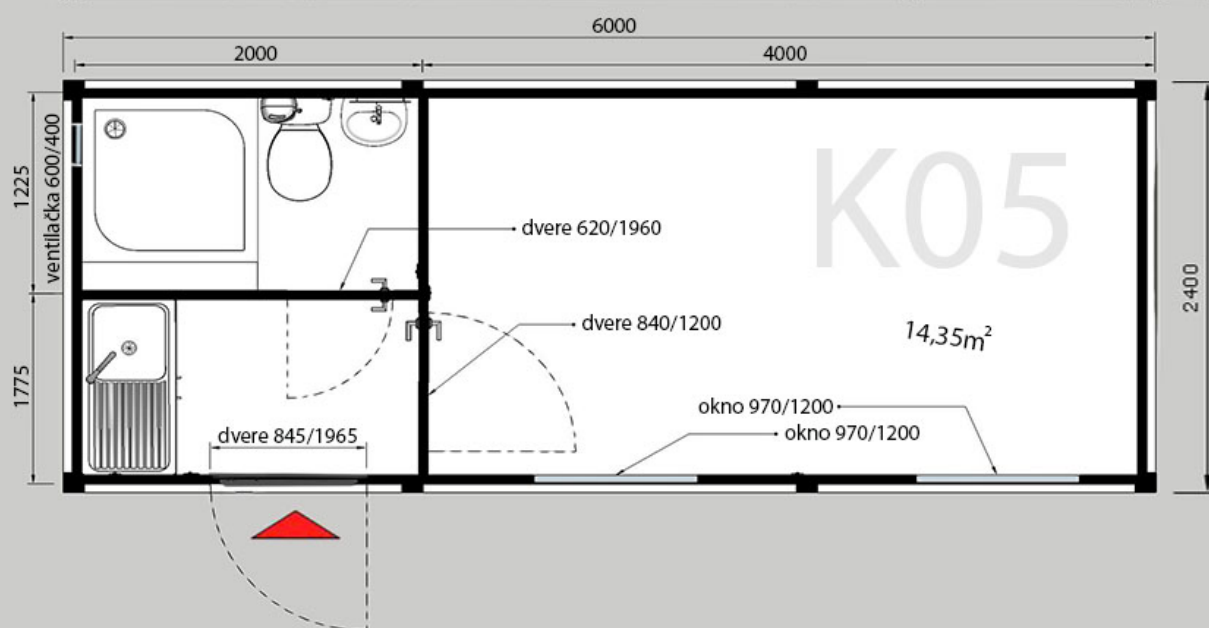 6000
2000
4000
1225
ventilačka 600/400
K05
dvere 620/1960
2400
dvere 840/1200
14,35m²
1775
okno 970/1200
okno 970/1200
dvere 845/1965